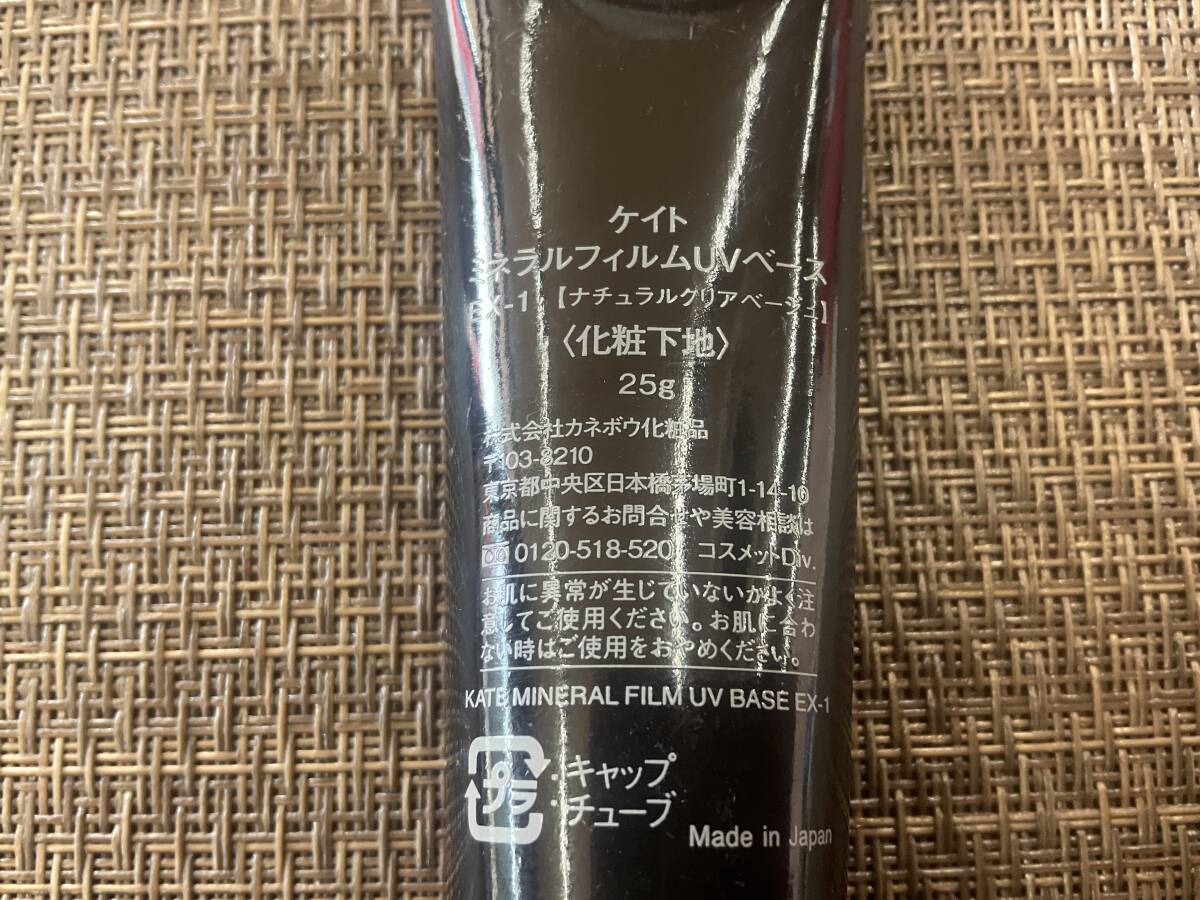 ケイト
ミネラルフィルムUVベース
EX-1 【ナチュラルクリアベージュ】
〈化粧下地〉
25g
株式会社カネボウ化粧品
〒103-8210
東京都中央区日本橋茅場町1-14-10
商品に関するお問合せや美容相談は
0120-518-520 コスメットDiv.
お肌に異常が生じていないかよく注
意してご使用ください。お肌に合わ
ない時はご使用をおやめください。
KATE MINERAL FILM UV BASE EX-1
プラ
・キャップ
・チューブ
Made in Japan